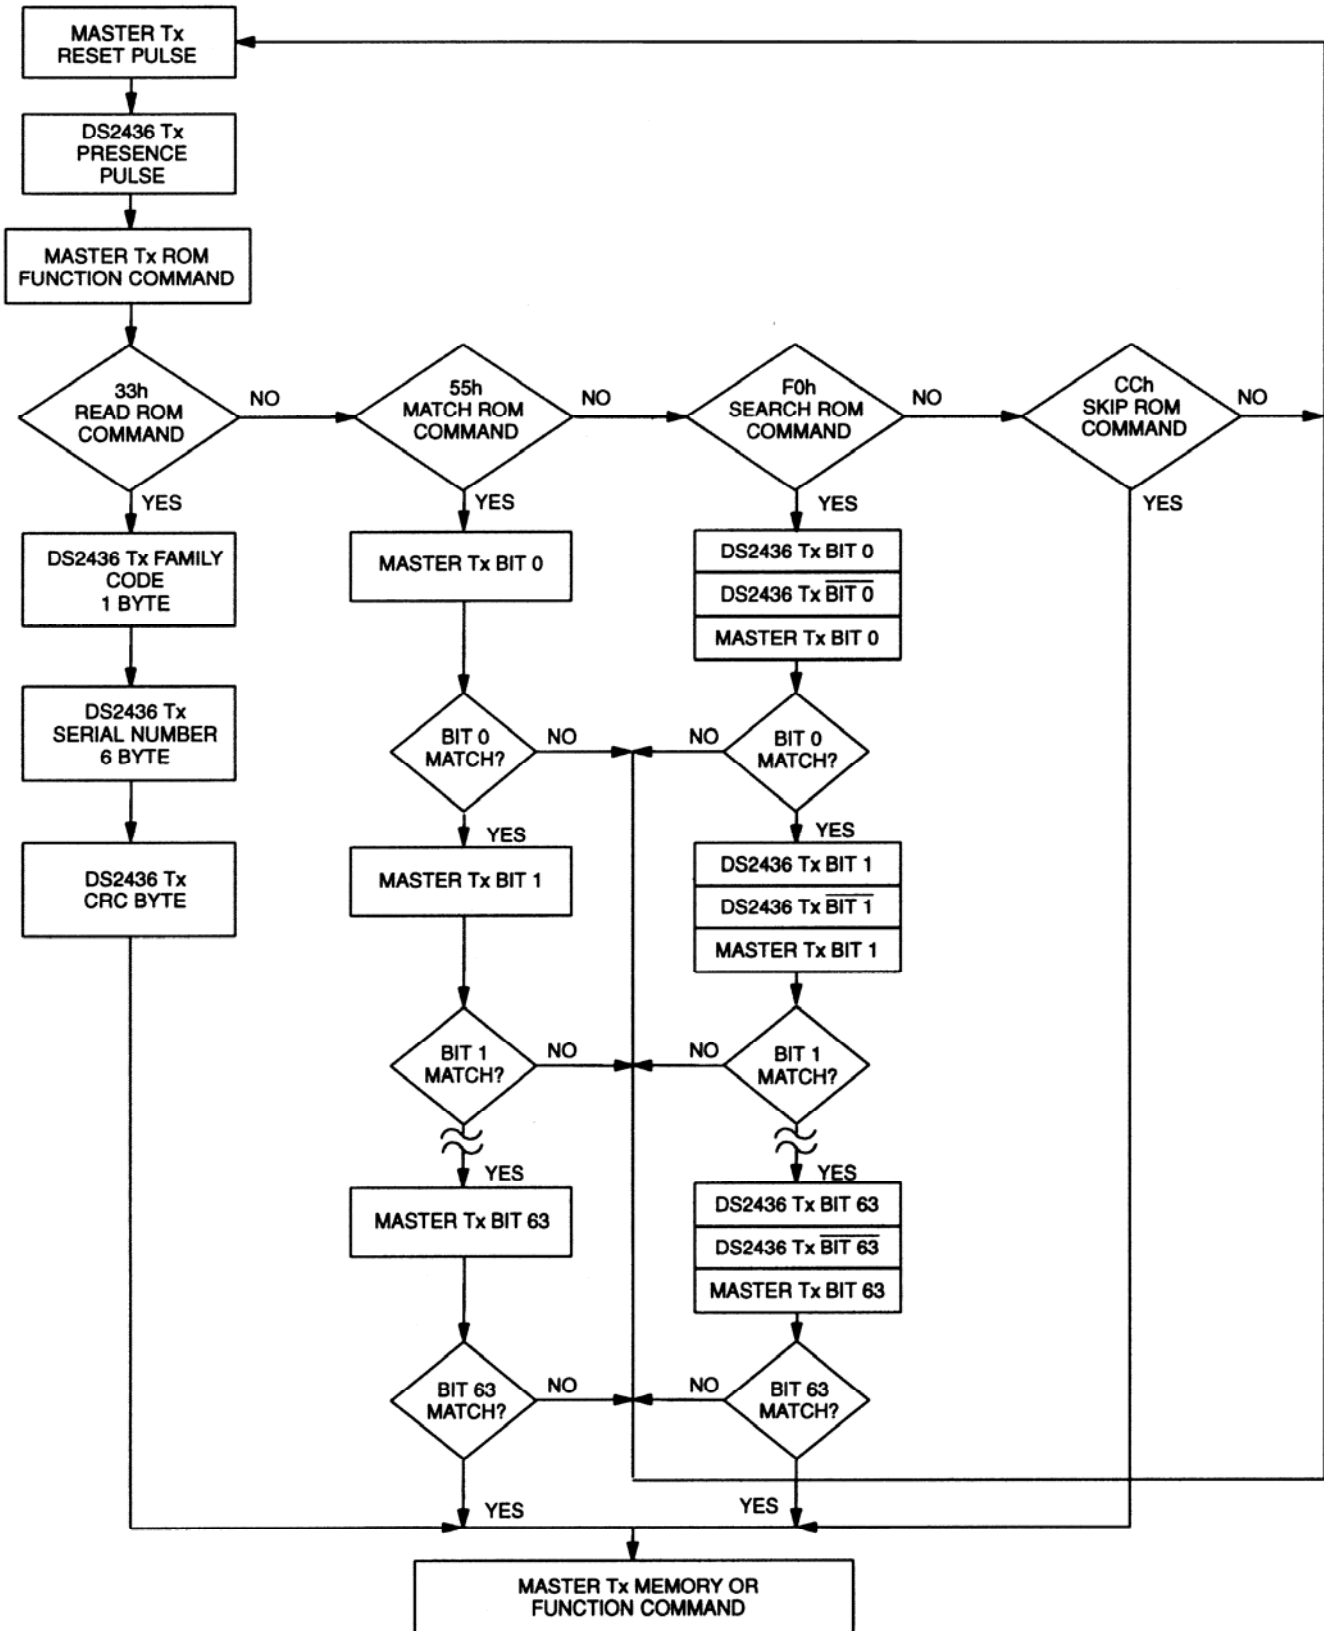 MASTER Tx
RESET PULSE
DS2436 Tx
PRESENCE
PULSE
MASTER Tx ROM
FUNCTION COMMAND
33h
READ ROM
COMMAND
NO
55h
MATCH ROM
COMMAND
NO
F0h
SEARCH ROM
COMMAND
NO
CCh
SKIP ROM
COMMAND
NO
YES
YES
YES
YES
DS2436 Tx FAMILY
CODE
1 BYTE
DS2436 Tx
SERIAL NUMBER
6 BYTE
DS2436 Tx
CRC BYTE
MASTER Tx BIT 0
BIT 0
MATCH?
NO
YES
MASTER Tx BIT 1
BIT 1
MATCH?
NO
YES
MASTER Tx BIT 63
BIT 63
MATCH?
NO
YES
DS2436 Tx BIT 0
DS2436 Tx B̅I̅T̅ ̅0̅
MASTER Tx BIT 0
NO
BIT 0
MATCH?
YES
DS2436 Tx BIT 1
DS2436 Tx B̅I̅T̅ ̅1̅
MASTER Tx BIT 1
NO
BIT 1
MATCH?
YES
DS2436 Tx BIT 63
DS2436 Tx B̅I̅T̅ ̅6̅3̅
MASTER Tx BIT 63
NO
BIT 63
MATCH?
YES
MASTER Tx MEMORY OR
FUNCTION COMMAND